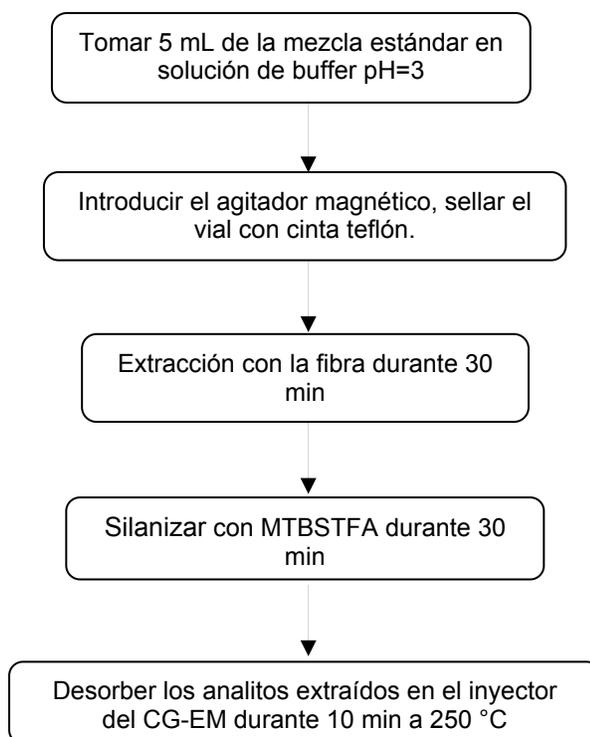 Tomar 5 mL de la mezcla estándar en
solución de buffer pH=3
Introducir el agitador magnético, sellar el
vial con cinta teflón.
Extracción con la fibra durante 30
min
Silanizar con MTBSTFA durante 30
min
Desorber los analitos extraídos en el inyector
del CG-EM durante 10 min a 250 °C